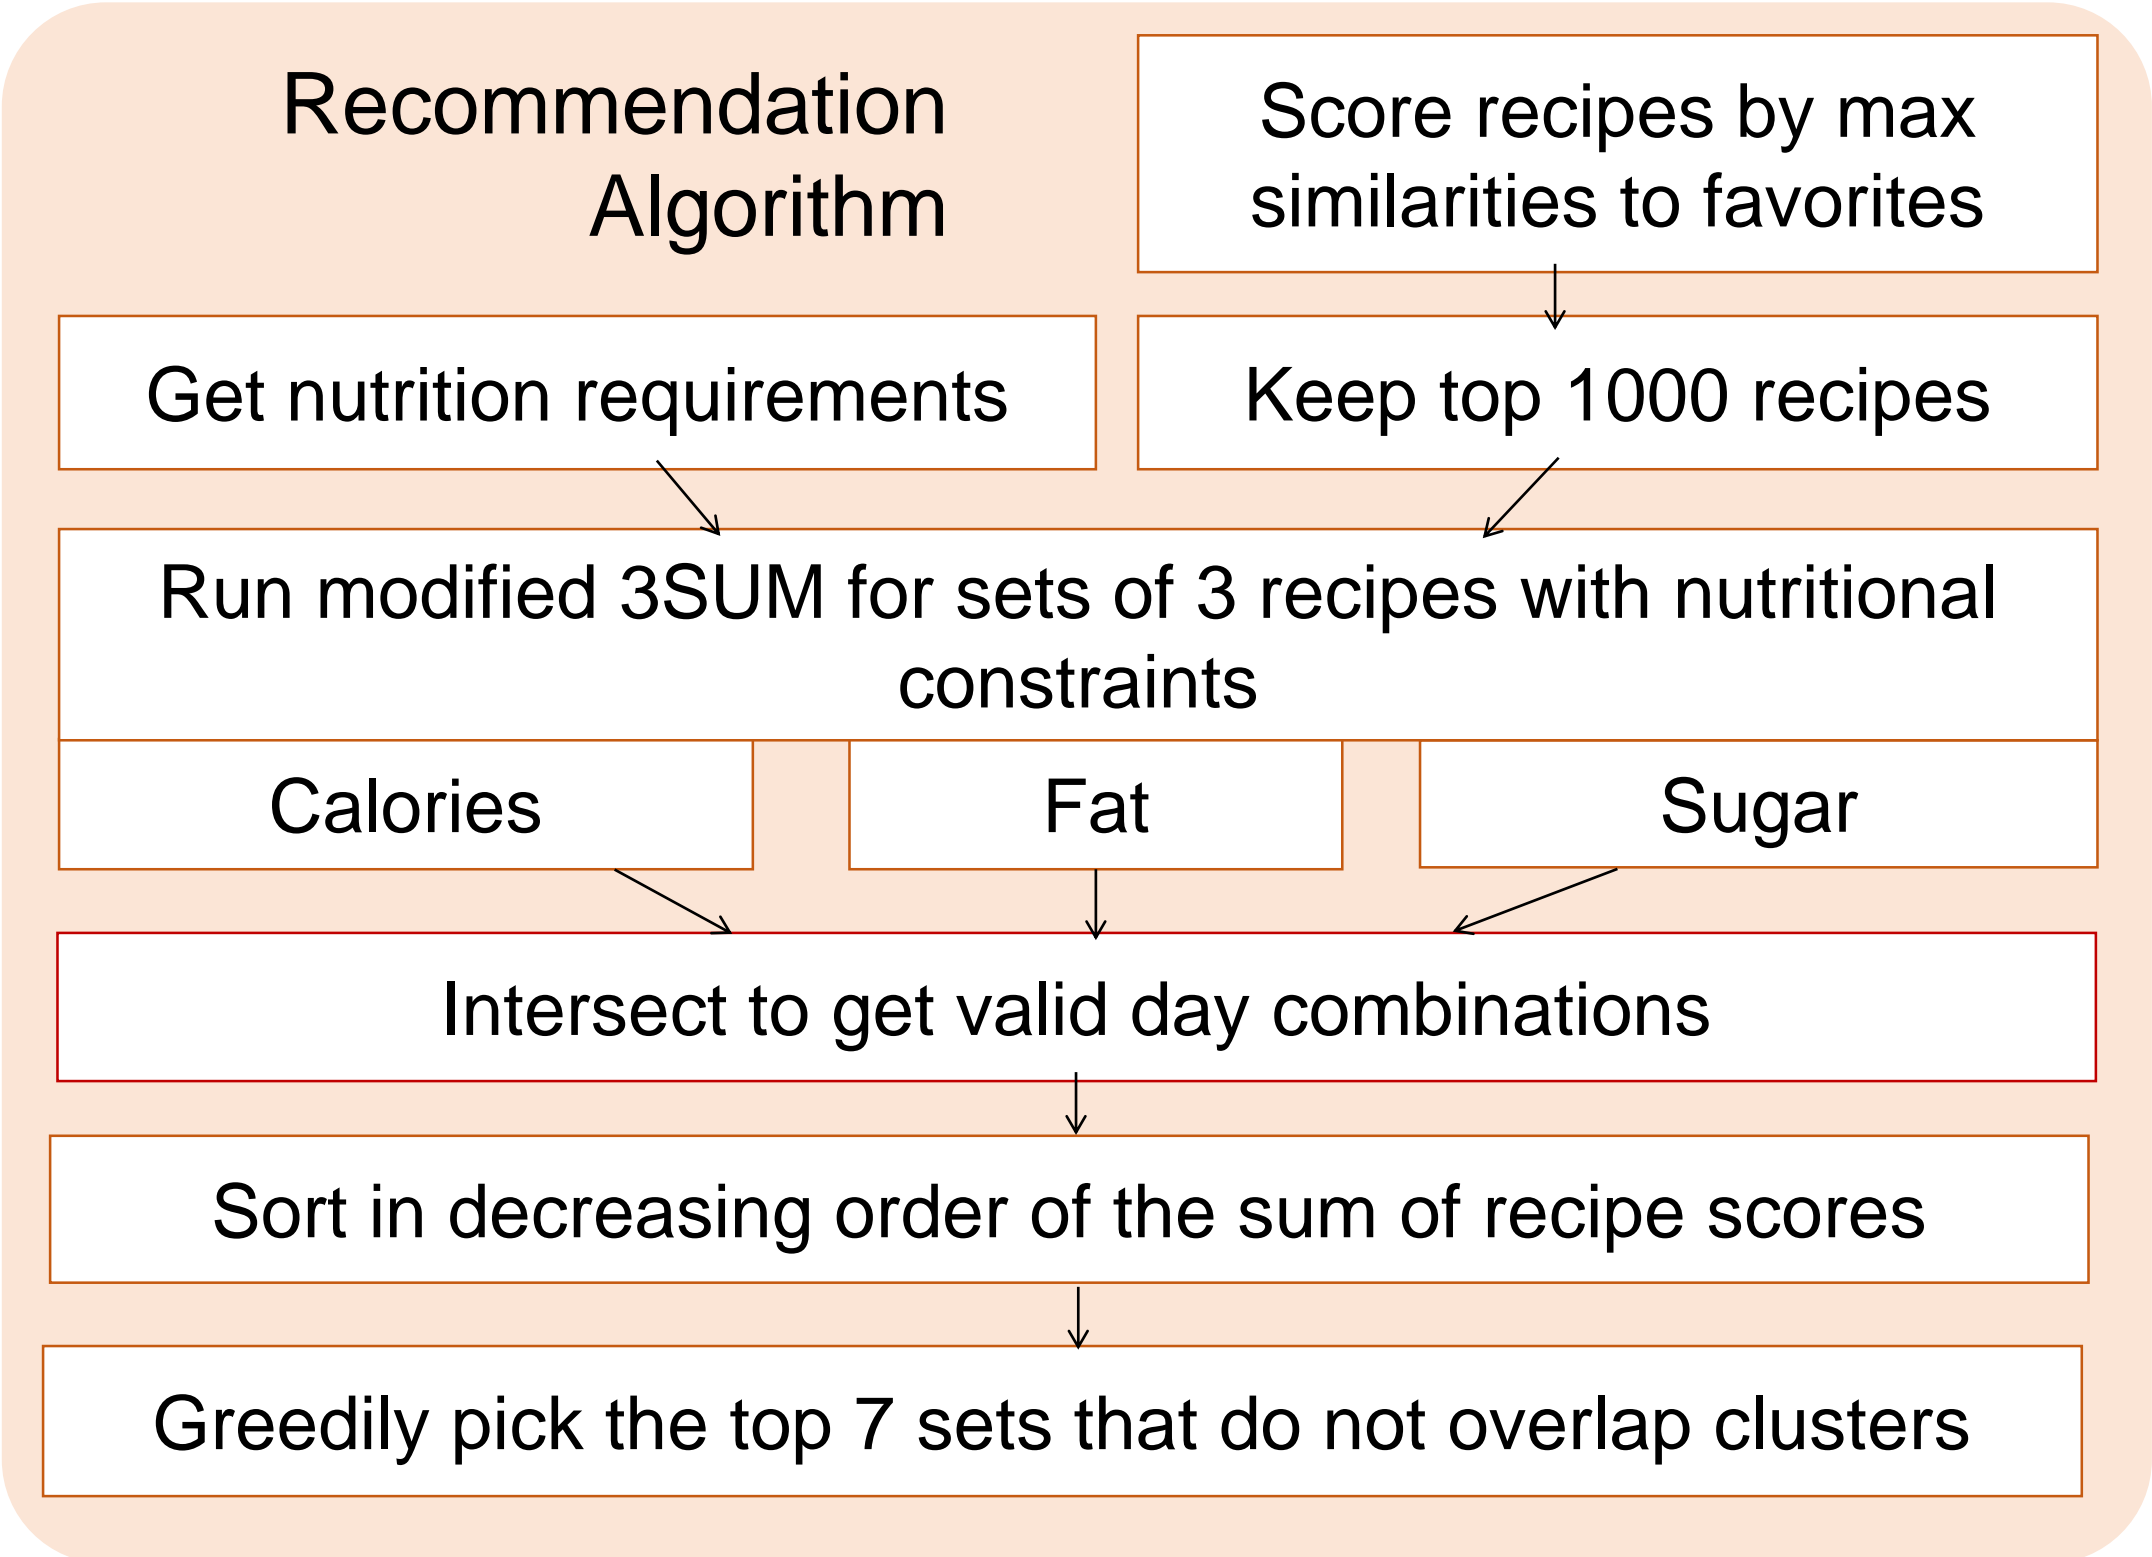 Recommendation
Algorithm
Score recipes by max
similarities to favorites
Get nutrition requirements
Keep top 1000 recipes
Run modified 3SUM for sets of 3 recipes with nutritional
constraints
Calories
Fat
Sugar
Intersect to get valid day combinations
Sort in decreasing order of the sum of recipe scores
Greedily pick the top 7 sets that do not overlap clusters